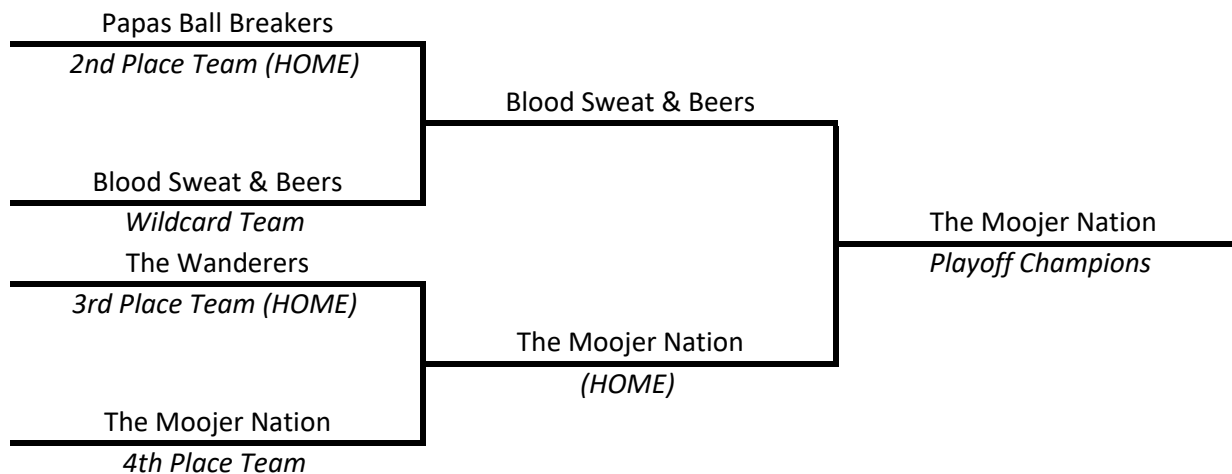 Papas Ball Breakers
2nd Place Team (HOME)
Blood Sweat & Beers
Blood Sweat & Beers
Wildcard Team
The Moojer Nation
The Wanderers
Playoff Champions
3rd Place Team (HOME)
The Moojer Nation
(HOME)
The Moojer Nation
4th Place Team